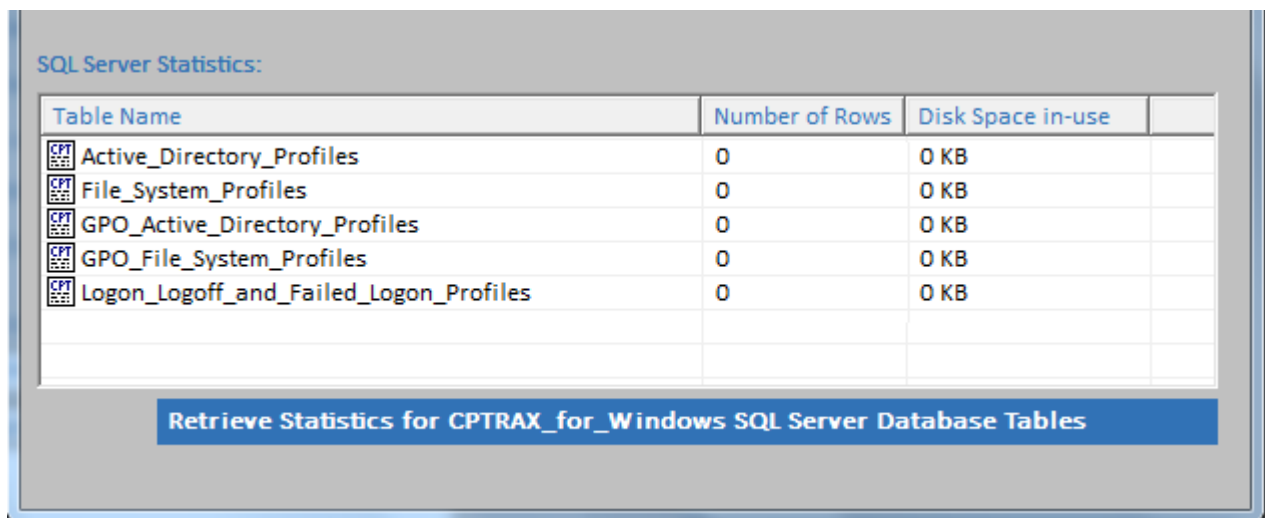 SQL Server Statistics:
Table Name Number of Rows Disk Space in-use
CPT Active_Directory_Profiles 0 0 KB
CPT File_System_Profiles 0 0 KB
CPT GPO_Active_Directory_Profiles 0 0 KB
CPT GPO_File_System_Profiles 0 0 KB
CPT Logon_Logoff_and_Failed_Logon_Profiles 0 0 KB
Retrieve Statistics for CPTRAX_for_Windows SQL Server Database Tables